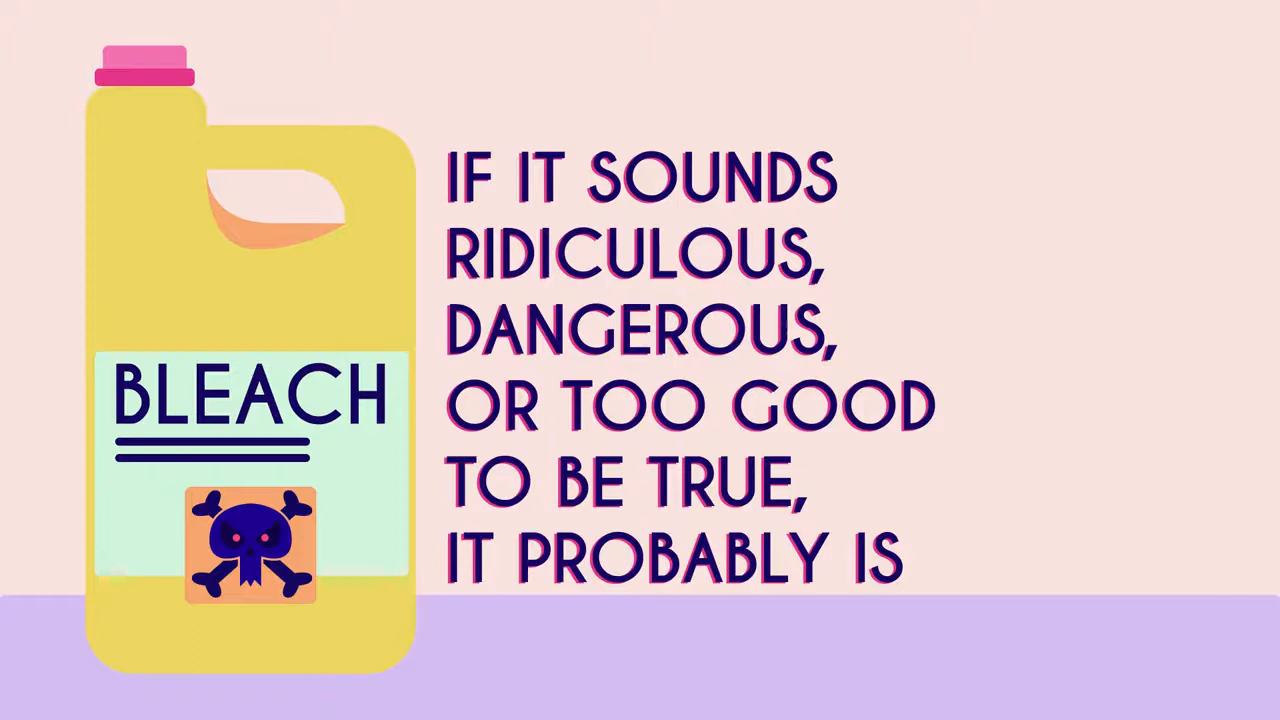 BLEACH
IF IT SOUNDS
RIDICULOUS,
DANGEROUS,
OR TOO GOOD
TO BE TRUE,
IT PROBABLY IS